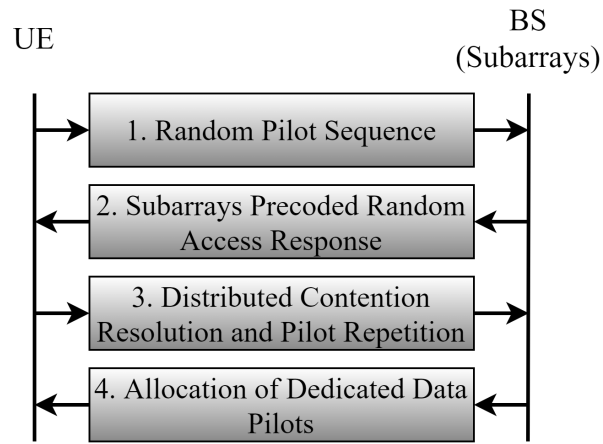 UE
BS
(Subarrays)
1. Random Pilot Sequence
2. Subarrays Precoded Random
Access Response
3. Distributed Contention
Resolution and Pilot Repetition
4. Allocation of Dedicated Data
Pilots